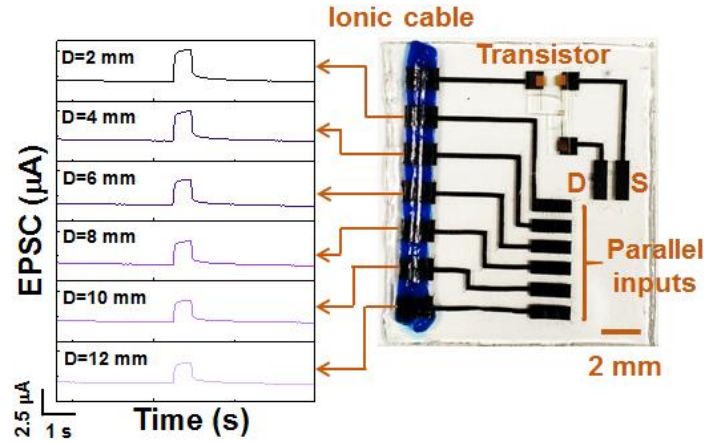 Ionic cable
D=2 mm
D=4 mm
D=6 mm
D=8 mm
D=10 mm
D=12 mm
EPSC (μA)
2.5 μA
1 s
Time (s)
Transistor
D S
Parallel
inputs
2 mm